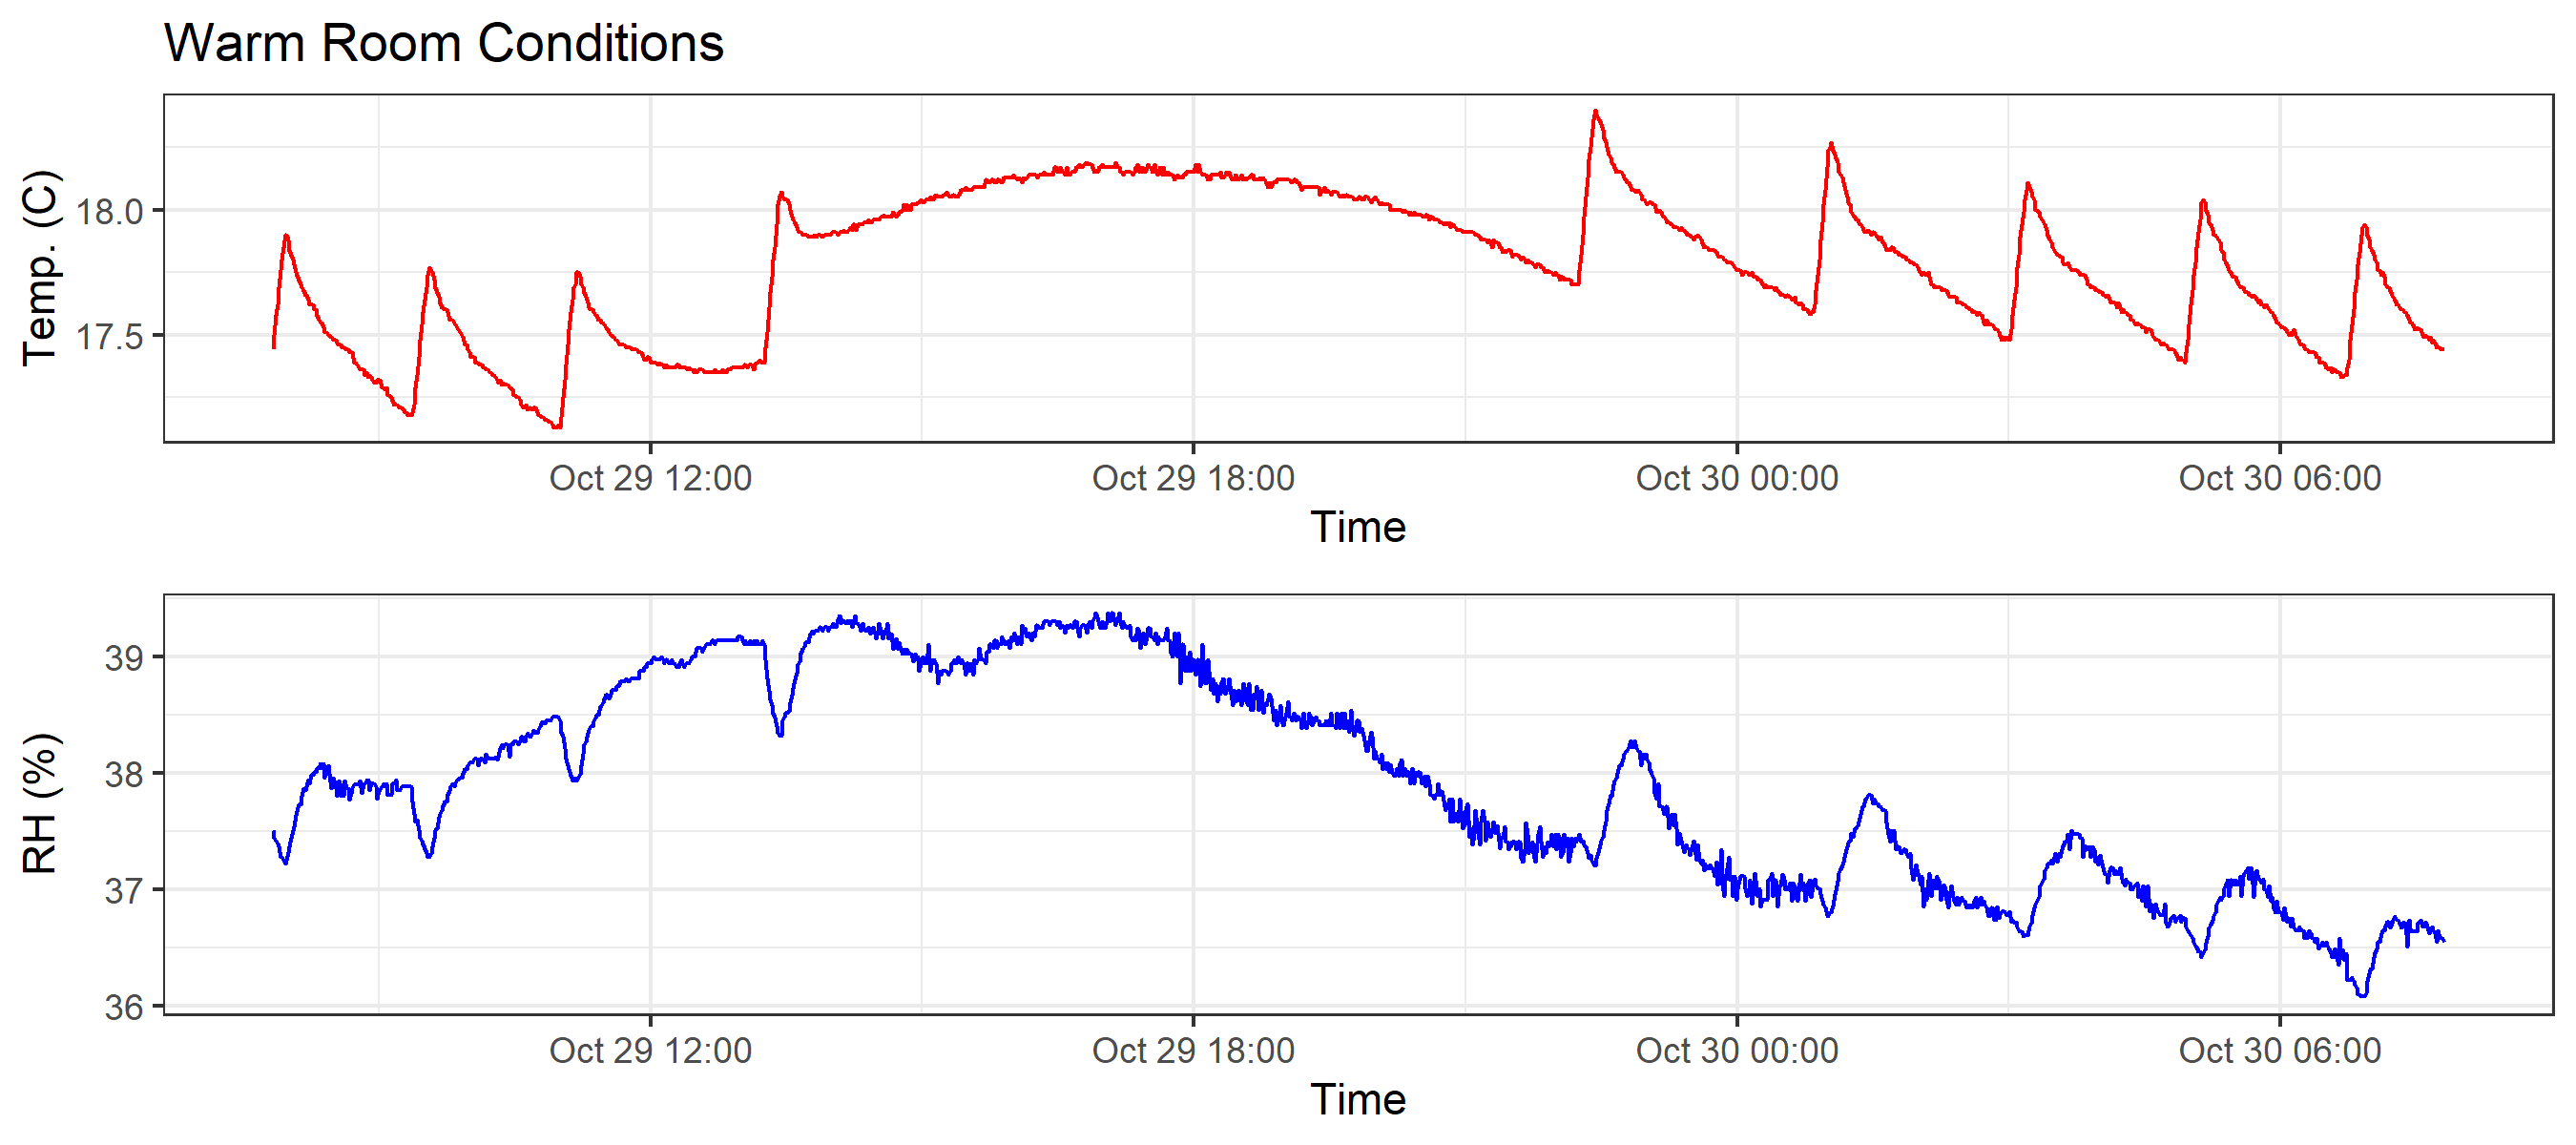 Warm Room Conditions
Temp. (C)
18.0
17.5
Oct 29 12:00 Oct 29 18:00 Oct 30 00:00 Oct 30 06:00
Time
RH (%)
39
38
37
36
Oct 29 12:00 Oct 29 18:00 Oct 30 00:00 Oct 30 06:00
Time